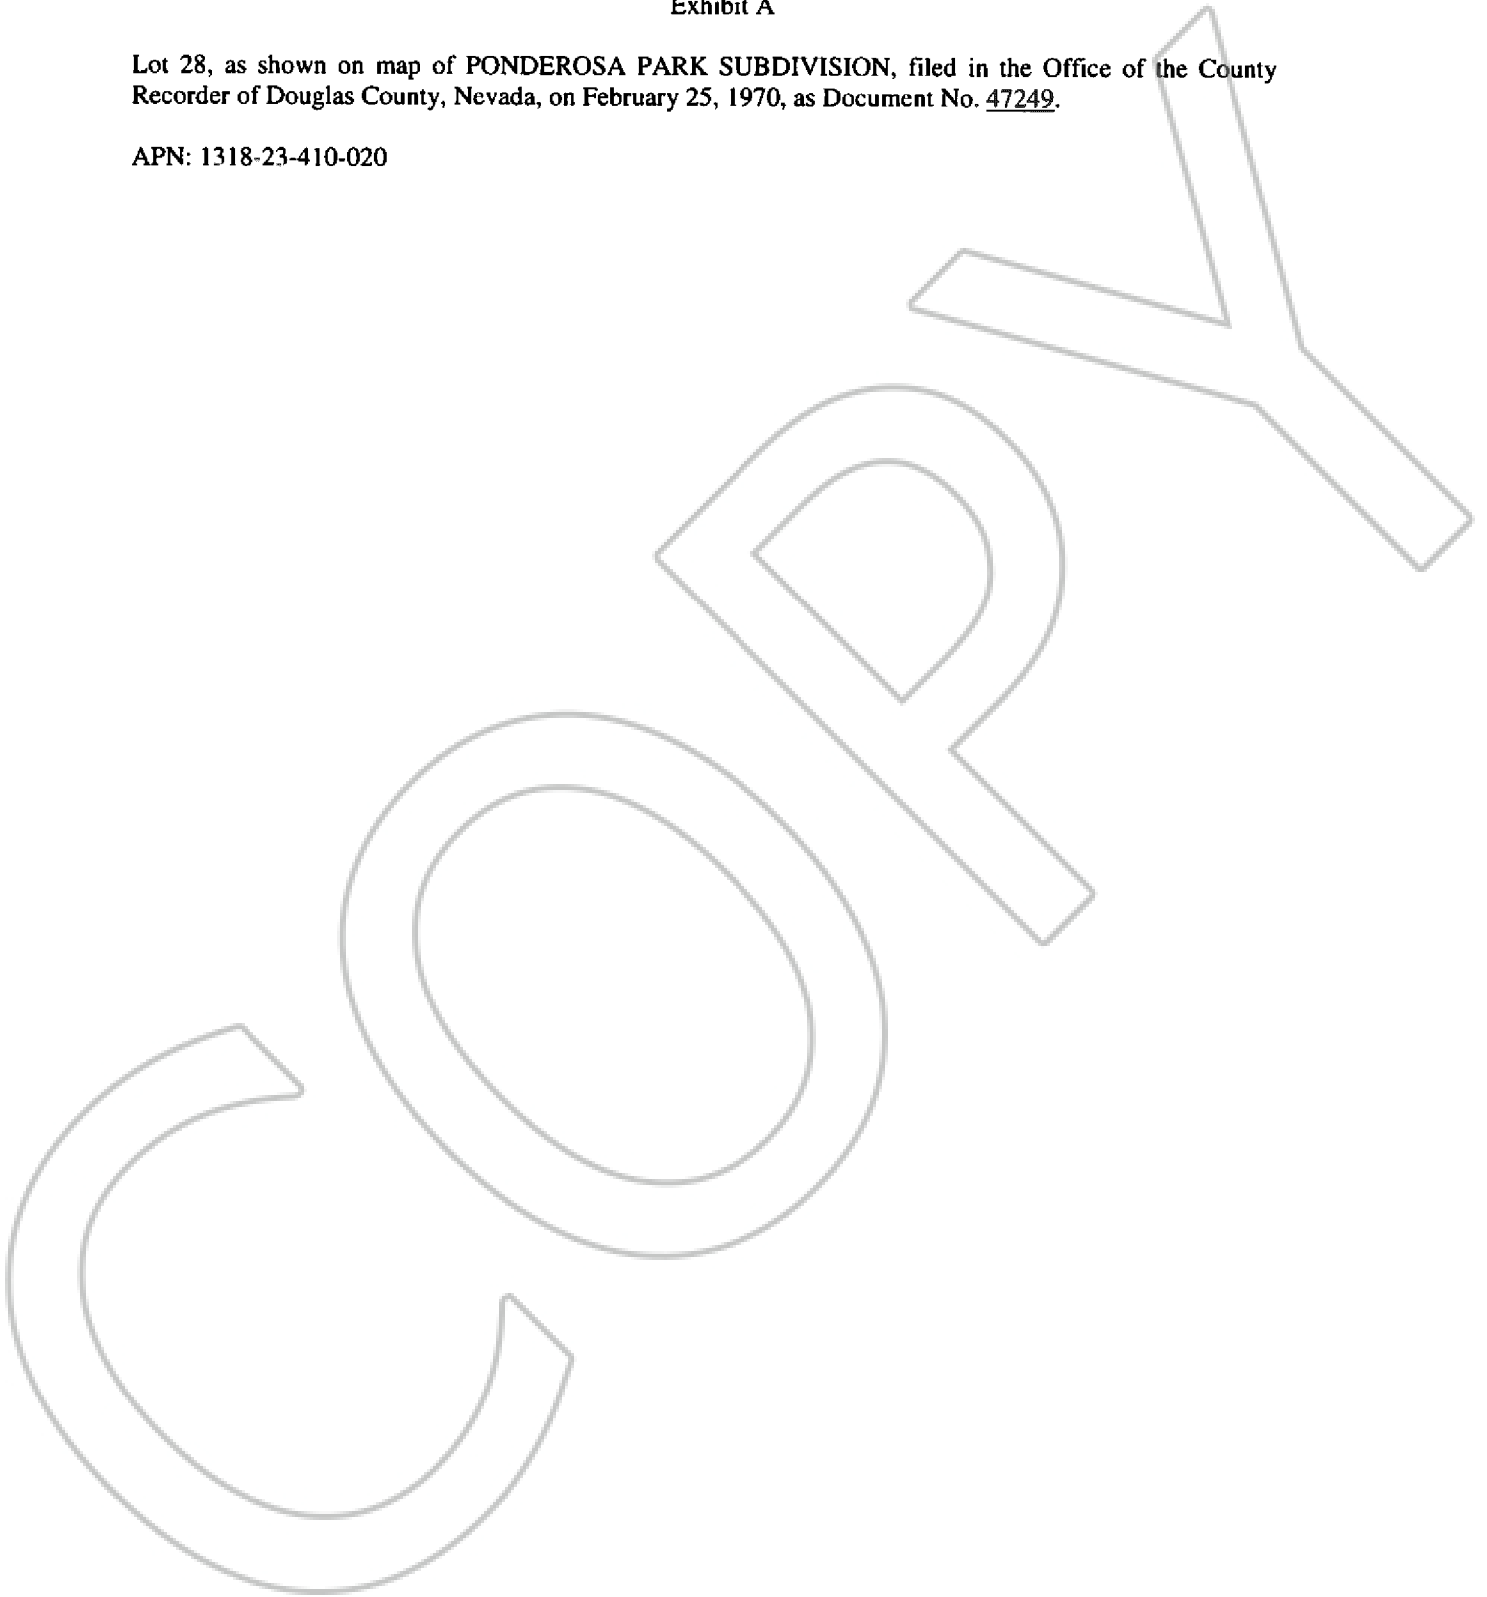 Exhibit A
Lot 28, as shown on map of PONDEROSA PARK SUBDIVISION, filed in the Office of the County
Recorder of Douglas County, Nevada, on February 25, 1970, as Document No. 47249.
APN: 1318-23-410-020
COPY